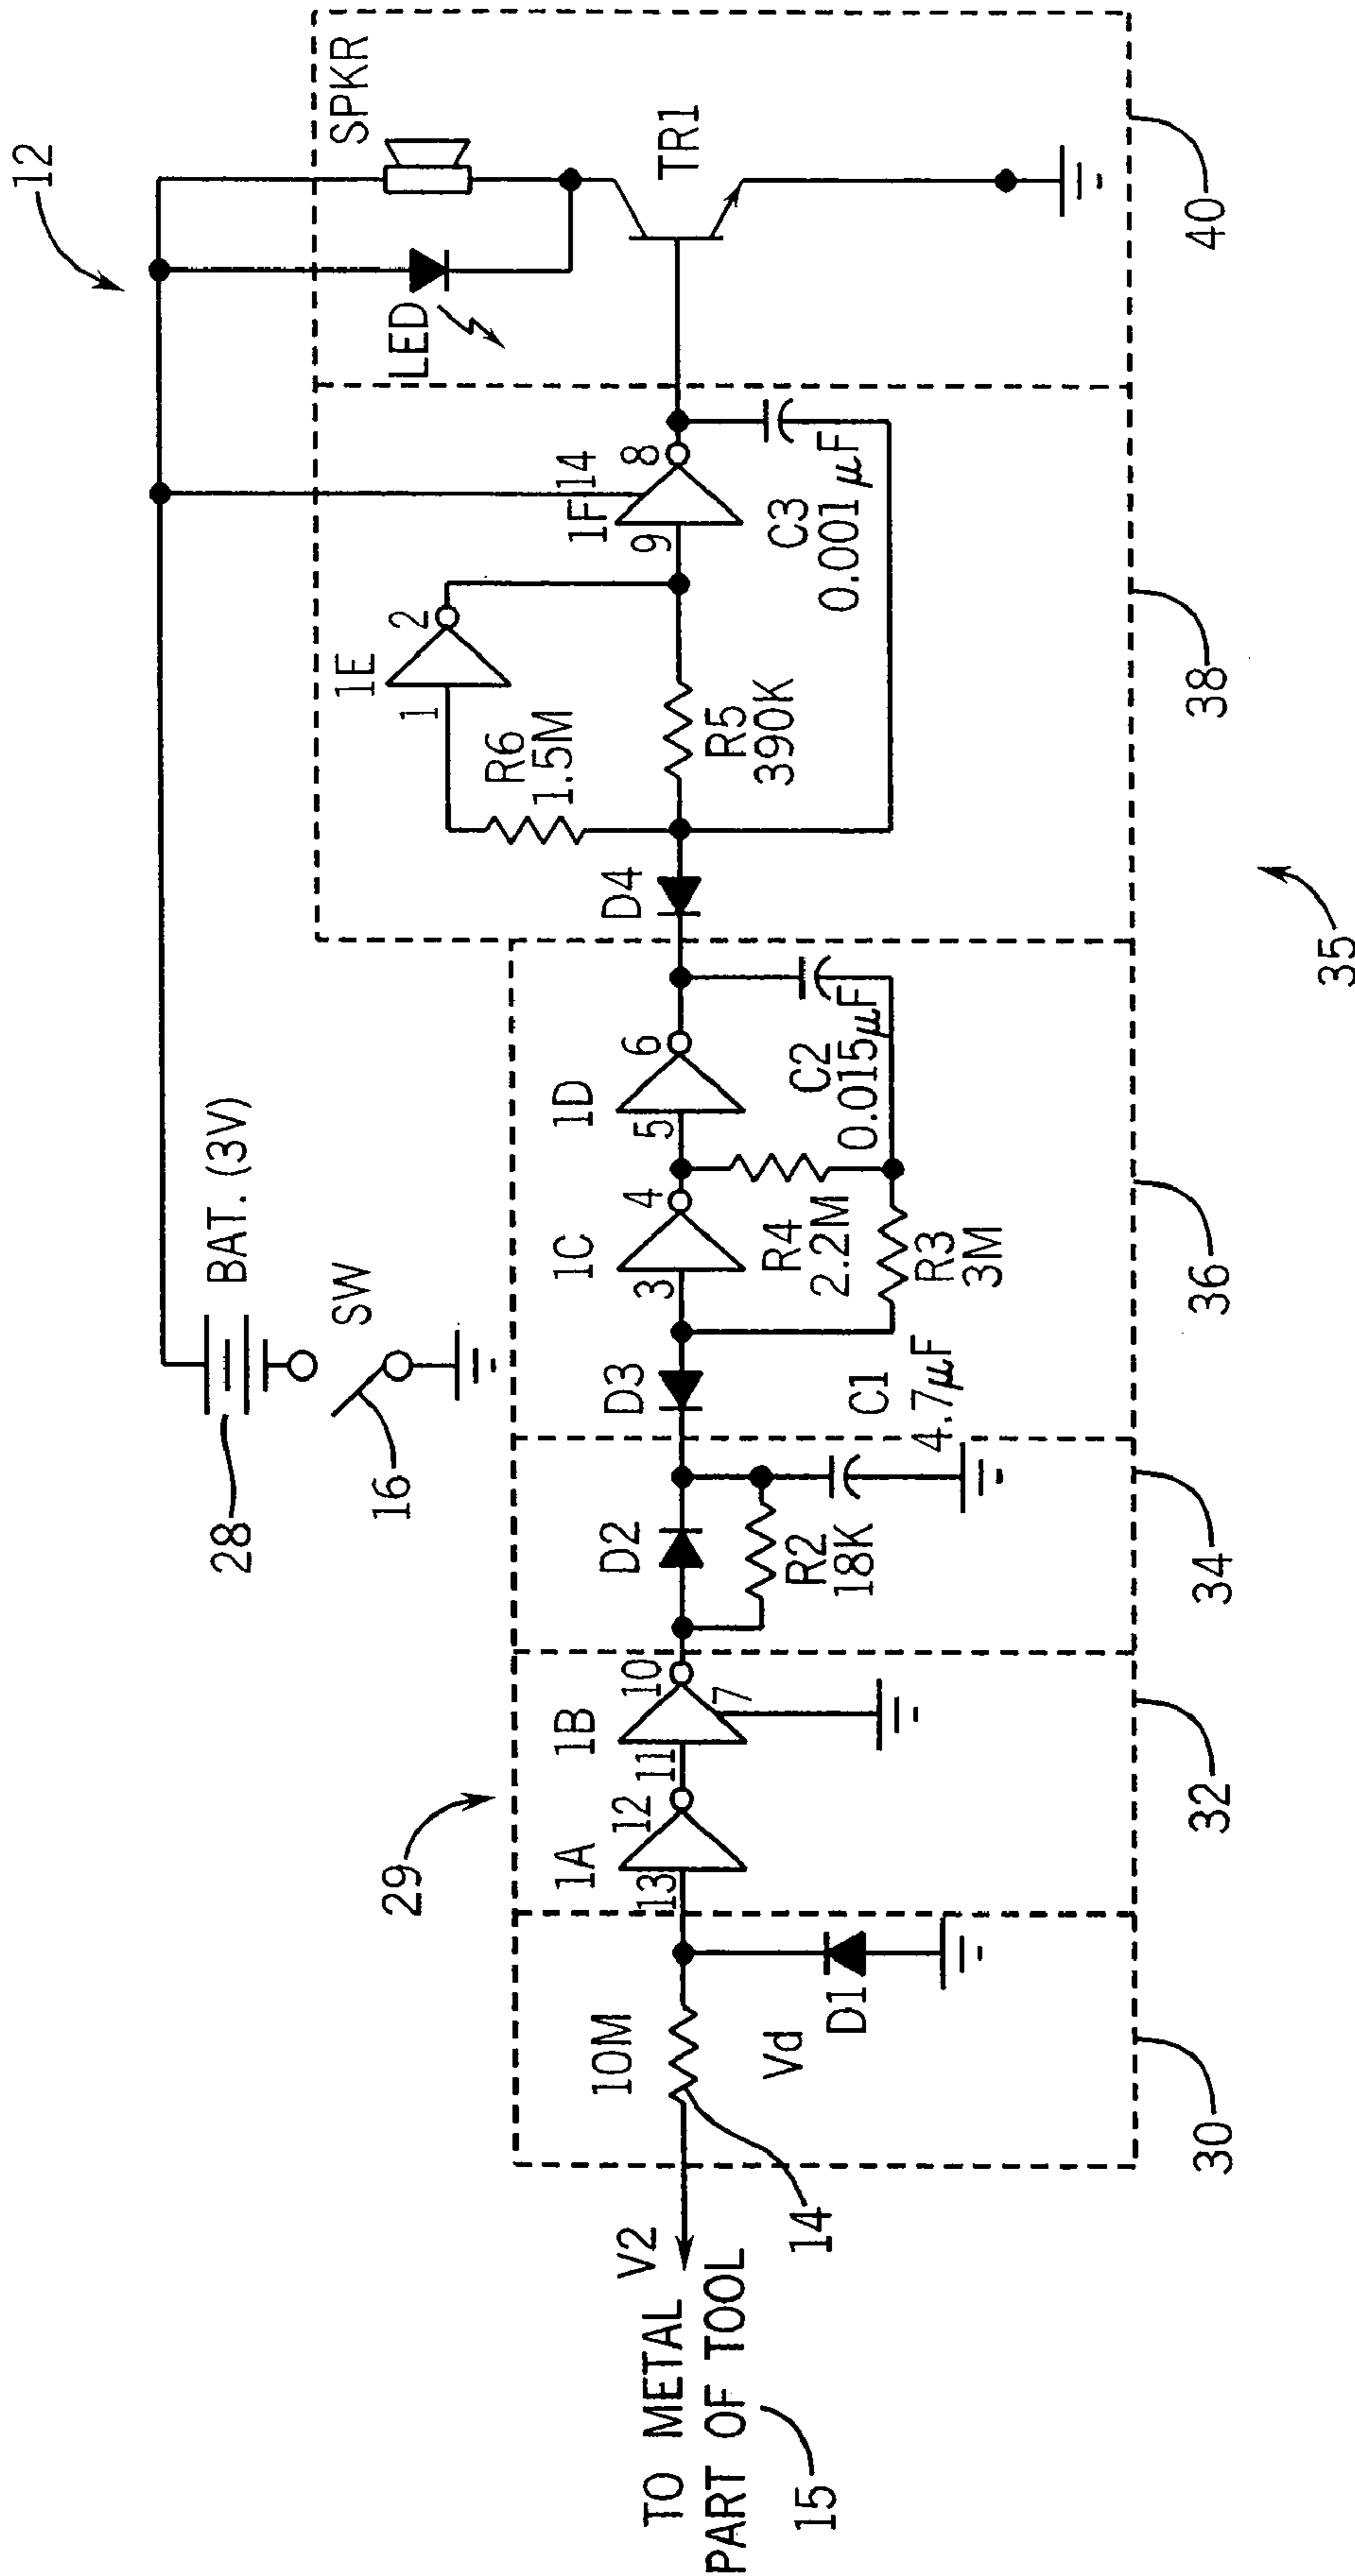 12
28
BAT. (3V)
16
SW
LED
SPKR
TR1
29
1A
13
12
1B
11
10
7
D2
R2
18K
D3
C1
4.7μF
1C
3
4
R4
2.2M
R3
3M
1D
5
6
C2
0.015μF
D4
R6
1.5M
1E
1
2
R5
390K
1F
14
9
8
C3
0.001 μF
10M
Vd
D1
V2
TO METAL
PART OF TOOL
15
14
30
32
34
36
38
40
35